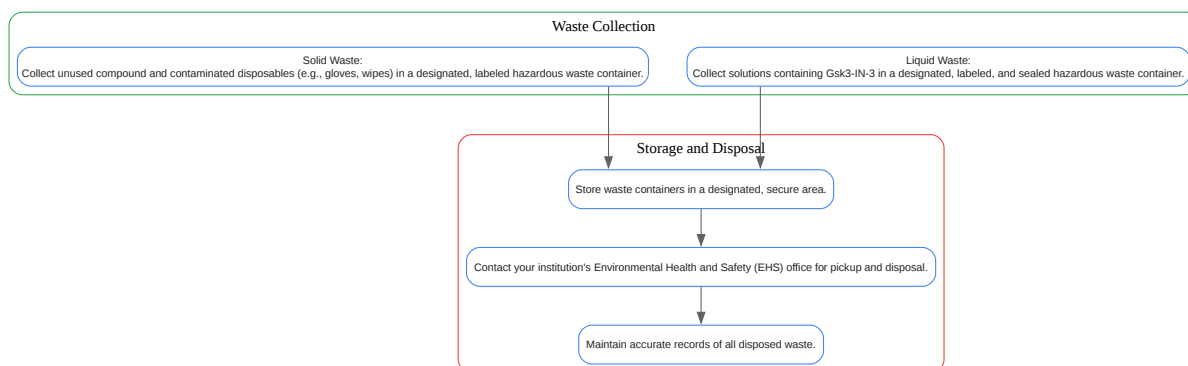 Waste Collection
Solid Waste:
Collect unused compound and contaminated disposables (e.g., gloves, wipes) in a designated, labeled hazardous waste container.
Liquid Waste:
Collect solutions containing Gsk3-IN-3 in a designated, labeled, and sealed hazardous waste container.
Storage and Disposal
Store waste containers in a designated, secure area.
Contact your institution's Environmental Health and Safety (EHS) office for pickup and disposal.
Maintain accurate records of all disposed waste.